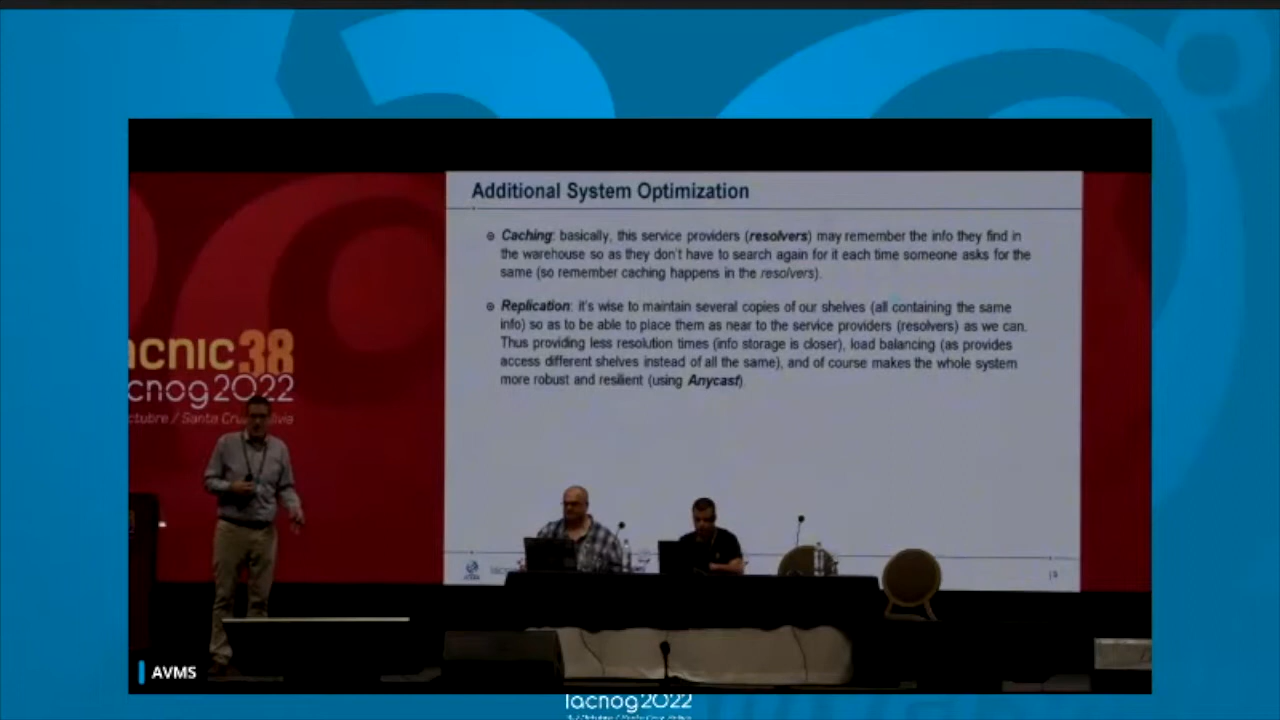 Additional System Optimization
Caching: basically, this service providers (resolvers) may remember the info they find in
the warehouse so as they don't have to search again for it each time someone asks for the
same (so remember caching happens in the resolvers).
Replication: it's wise to maintain several copies of our shelves (all containing the same
info) so as to be able to place them as near to the service providers (resolvers) as we can.
Thus providing less resolution times (info storage is closer), load balancing (as provides
access different shelves instead of all the same), and of course makes the whole system
more robust and resilient (using Anycast)
acnic38
cnog2022
ctubre / Santa Cru
AVMS
lacnog2022